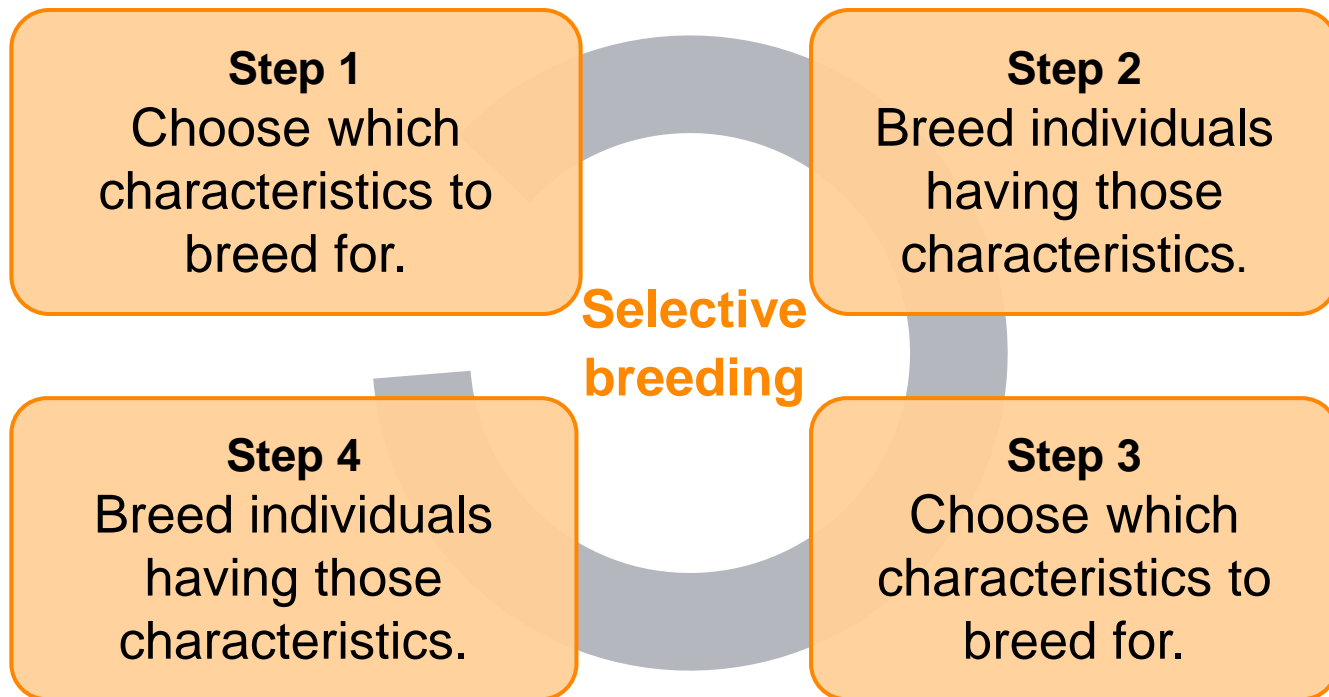 Step 1
Choose which
characteristics to
breed for.
Step 2
Breed individuals
having those
characteristics.
Selective
breeding
Step 4
Breed individuals
having those
characteristics.
Step 3
Choose which
characteristics to
breed for.